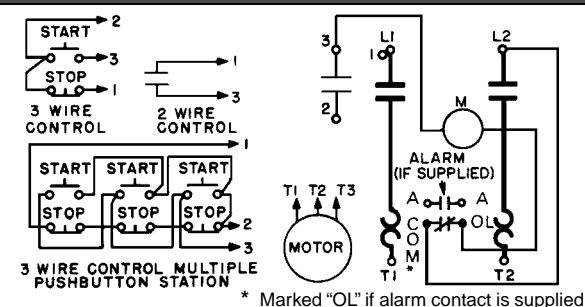 2
START
3
STOP
1
3 WIRE
CONTROL
1
3
2 WIRE
CONTROL
1
START START START
STOP STOP STOP
2
3
3 WIRE CONTROL MULTIPLE
PUSHBUTTON STATION
3
2
L1
1
L2
M
ALARM
(IF SUPPLIED)
A A
COM* OL
T1 T2
T1 T2 T3
MOTOR
* Marked “OL” if alarm contact is supplied